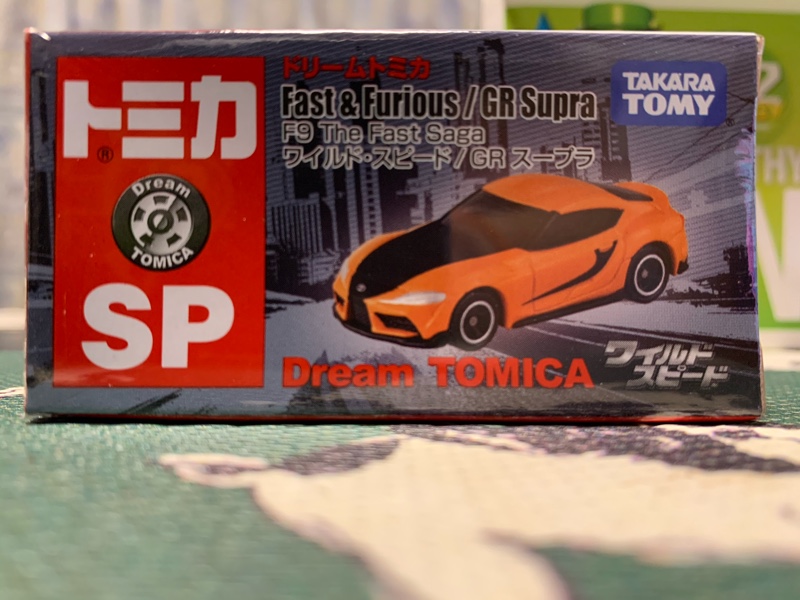 トミカ
®
Dream
TOMICA
SP
ドリームトミカ
Fast & Furious / GR Supra
F9 The Fast Saga
ワイルド・スピード / GR スープラ
TAKARA
TOMY
Dream TOMICA
ワイルド
スピード